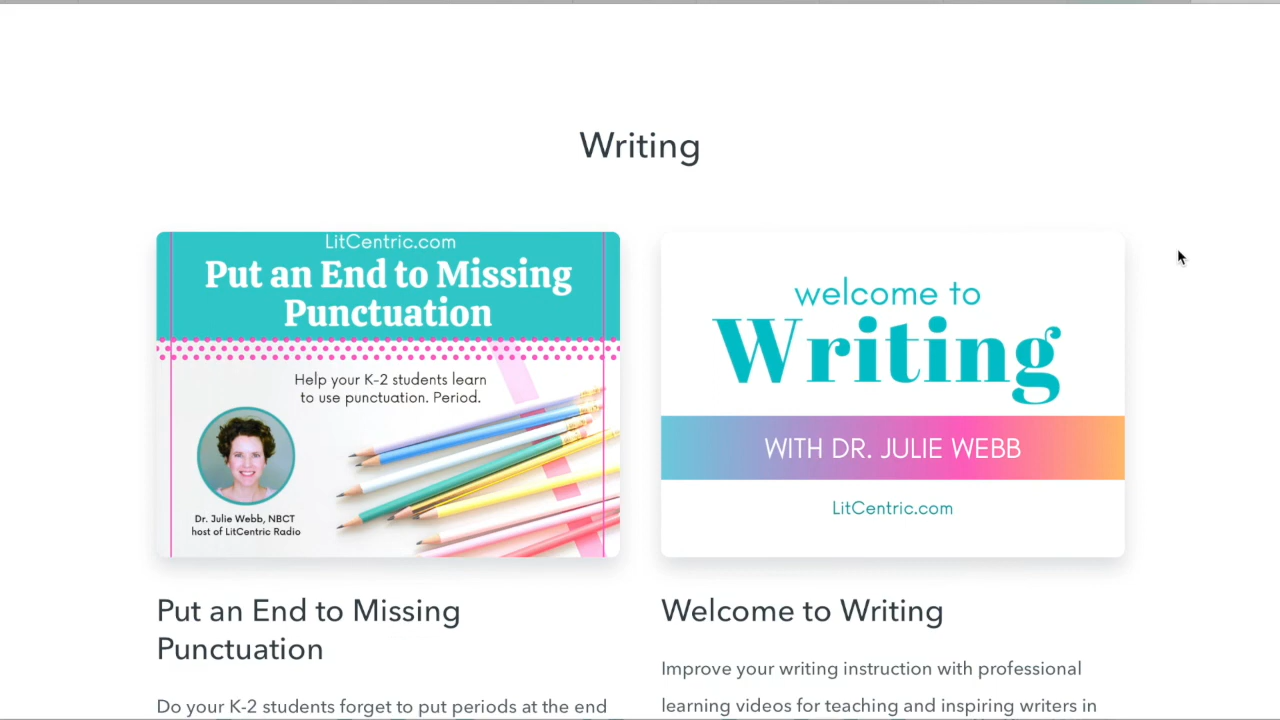 Writing
LitCentric.com
Put an End to Missing
Punctuation
Help your K-2 students learn
to use punctuation. Period.
Dr. Julie Webb, NBCT
host of LitCentric Radio
welcome to
Writing
WITH DR. JULIE WEBB
LitCentric.com
Put an End to Missing
Punctuation
Do your K-2 students forget to put periods at the end
Welcome to Writing
Improve your writing instruction with professional
learning videos for teaching and inspiring writers in